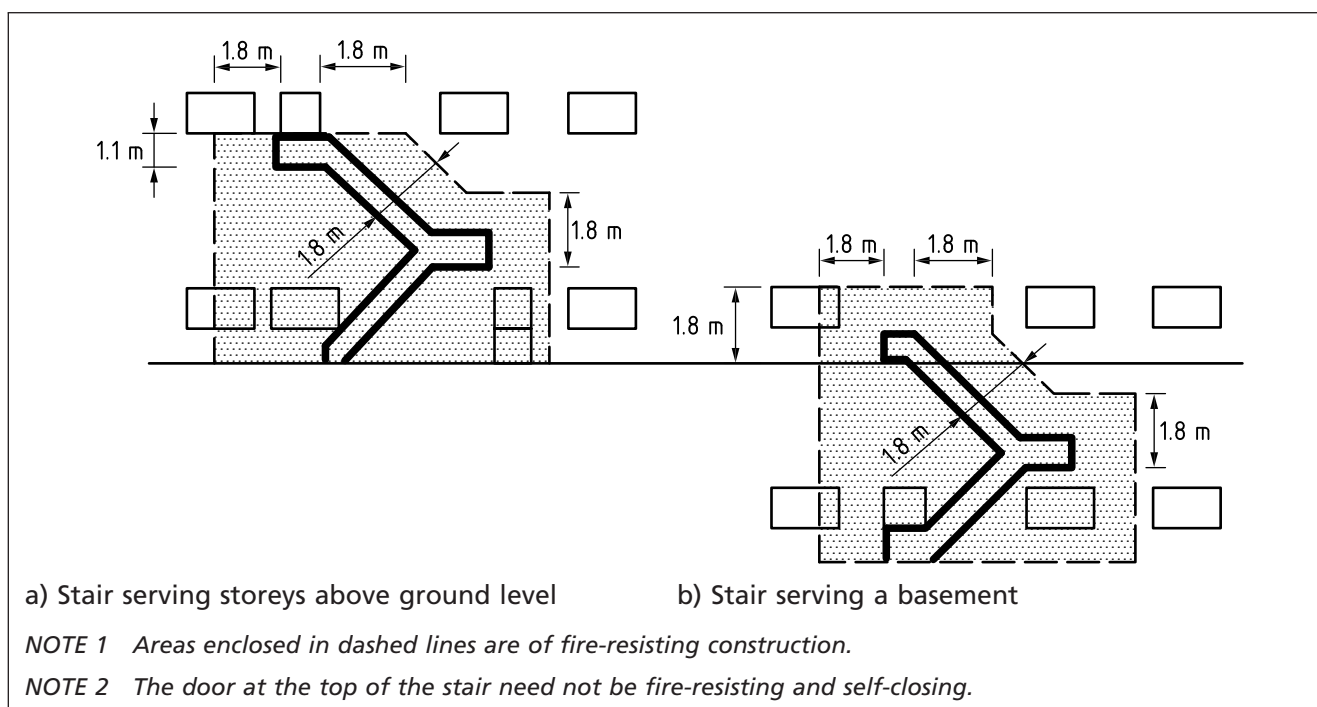 1.8 m
1.8 m
1.1 m
1.8 m
1.8 m
1.8 m
1.8 m
1.8 m
1.8 m
1.8 m
a) Stair serving storeys above ground level
b) Stair serving a basement
NOTE 1 Areas enclosed in dashed lines are of fire-resisting construction.
NOTE 2 The door at the top of the stair need not be fire-resisting and self-closing.